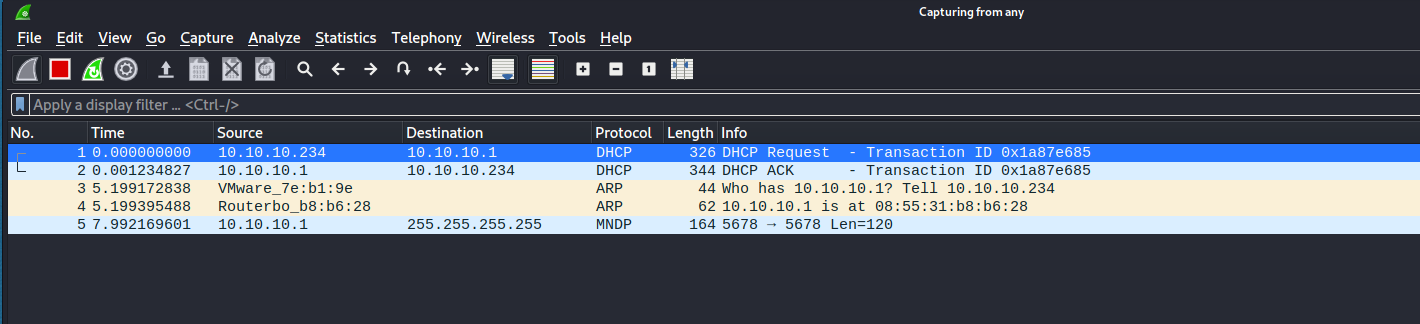 Capturing from any
File Edit View Go Capture Analyze Statistics Telephony Wireless Tools Help
Apply a display filter ... <Ctrl-/>
No. Time Source Destination Protocol Length Info
1 0.000000000 10.10.10.234 10.10.10.1 DHCP 326 DHCP Request - Transaction ID 0x1a87e685
2 0.001234827 10.10.10.1 10.10.10.234 DHCP 344 DHCP ACK - Transaction ID 0x1a87e685
3 5.199172838 VMware_7e:b1:9e ARP 44 Who has 10.10.10.1? Tell 10.10.10.234
4 5.199395488 Routerbo_b8:b6:28 ARP 62 10.10.10.1 is at 08:55:31:b8:b6:28
5 7.992169601 10.10.10.1 255.255.255.255 MNDP 164 5678 → 5678 Len=120